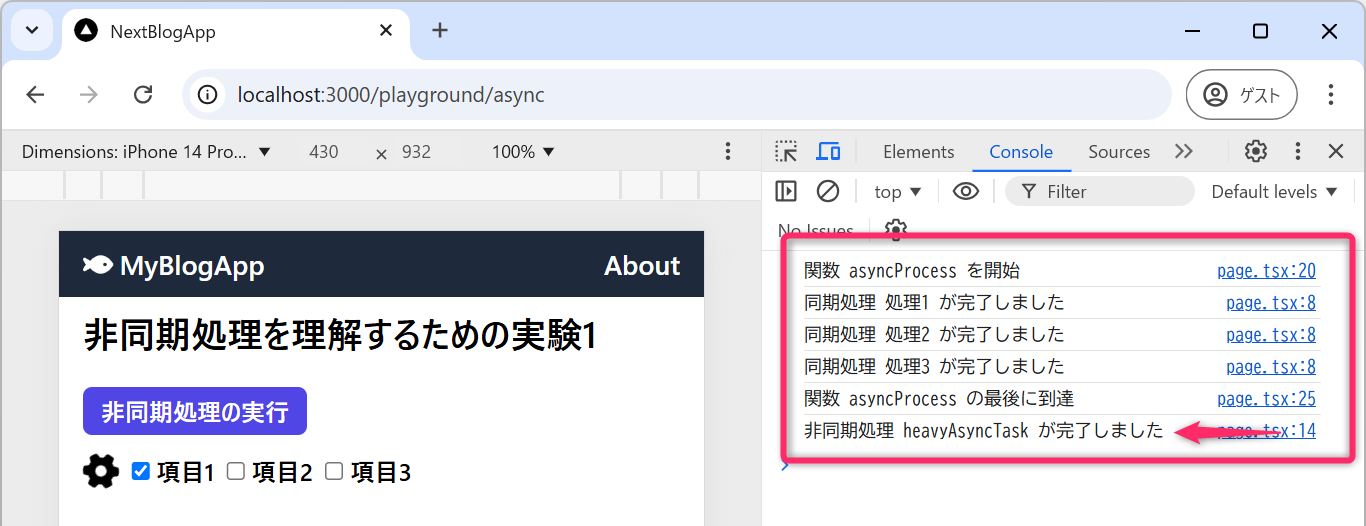 NextBlogApp
localhost:3000/playground/async
ゲスト
Dimensions: iPhone 14 Pro... 430 × 932 100%
Elements Console Sources
top Filter Default levels
No Issues
MyBlogApp About
非同期処理を理解するための実験1
非同期処理の実行
項目1 項目2 項目3
関数 asyncProcess を開始 page.tsx:20
同期処理 処理1 が完了しました page.tsx:8
同期処理 処理2 が完了しました page.tsx:8
同期処理 処理3 が完了しました page.tsx:8
関数 asyncProcess の最後に到達 page.tsx:25
非同期処理 heavyAsyncTask が完了しました page.tsx:14